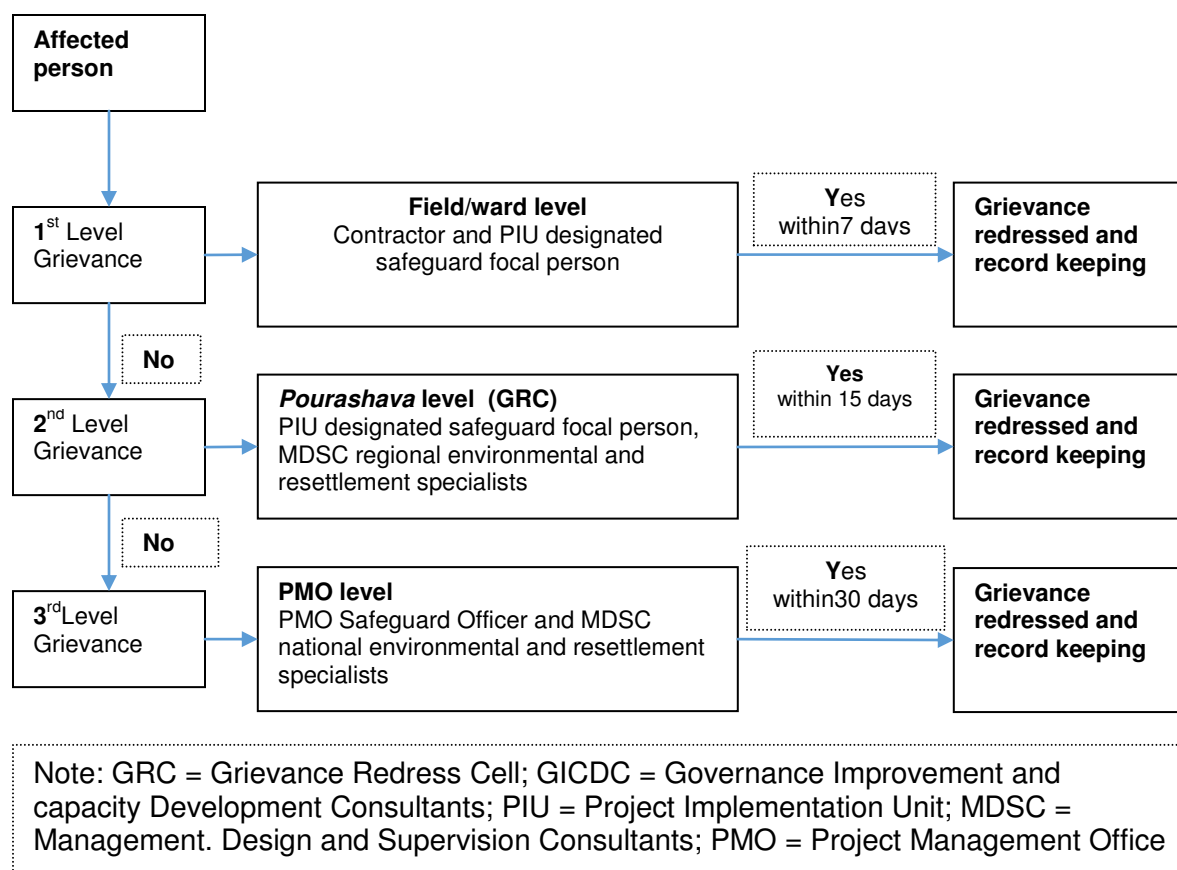 Affected
person
1st Level
Grievance
Field/ward level
Contractor and PIU designated
safeguard focal person
Yes
within7 days
Grievance
redressed and
record keeping
No
2nd Level
Grievance
Pourashava level (GRC)
PIU designated safeguard focal person,
MDSC regional environmental and
resettlement specialists
Yes
within 15 days
Grievance
redressed and
record keeping
No
3rdLevel
Grievance
PMO level
PMO Safeguard Officer and MDSC
national environmental and resettlement
specialists
Yes
within30 days
Grievance
redressed and
record keeping
Note: GRC = Grievance Redress Cell; GICDC = Governance Improvement and
capacity Development Consultants; PIU = Project Implementation Unit; MDSC =
Management. Design and Supervision Consultants; PMO = Project Management Office